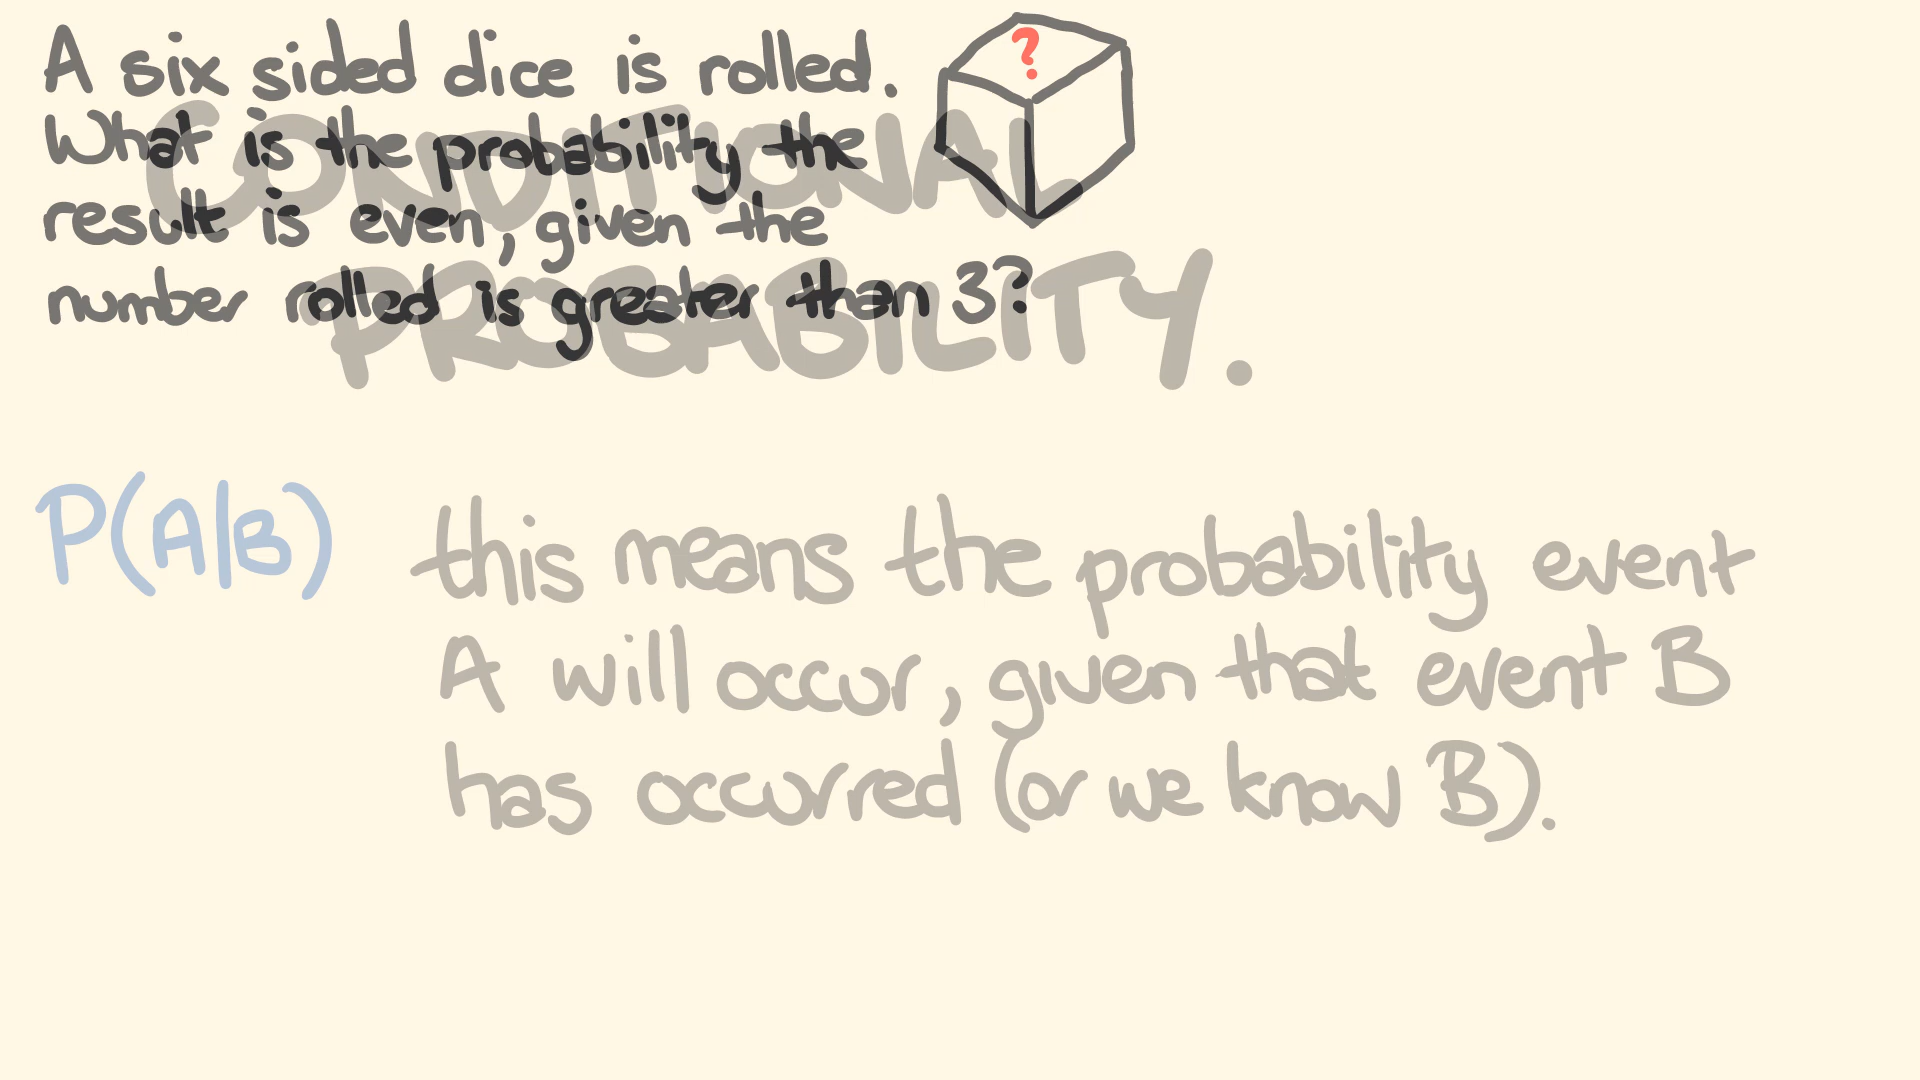 A six sided dice is rolled.
What is the probability the
result is even, given the
number rolled is greater than 3?
?
CONDITIONAL
PROBABILITY.
P(A|B)
this means the probability event
A will occur, given that event B
has occurred (or we know B).